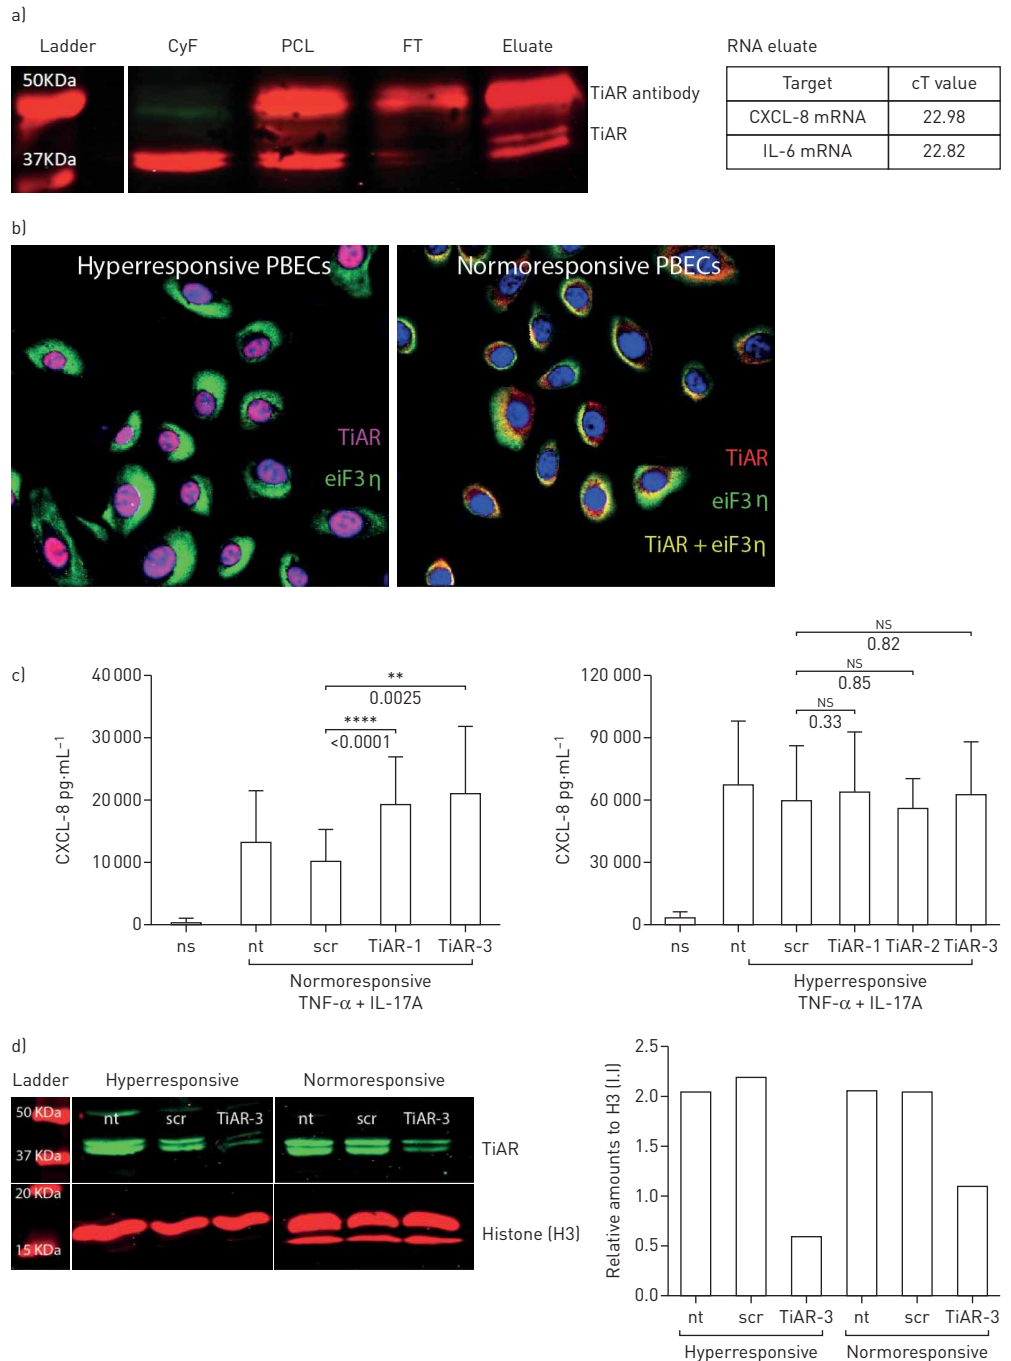 a)
Ladder CyF PCL FT Eluate
50KDa
37KDa
TiAR antibody
TiAR
RNA eluate
Target cT value
CXCL-8 mRNA 22.98
IL-6 mRNA 22.82
b)
Hyperresponsive PBECs
TiAR
eiF3 η
Normoresponsive PBECs
TiAR
eiF3 η
TiAR + eiF3η
c)
CXCL-8 pg·mL⁻¹
40 000
30 000
20 000
10 000
0
**
0.0025
****
<0.0001
ns nt scr TiAR-1 TiAR-3
Normoresponsive
TNF-α + IL-17A
CXCL-8 pg·mL⁻¹
120 000
90 000
60 000
30 000
0
NS
0.82
NS
0.85
NS
0.33
ns nt scr TiAR-1 TiAR-2 TiAR-3
Hyperresponsive
TNF-α + IL-17A
d)
Ladder Hyperresponsive Normoresponsive
50 KDa
37 KDa
20 KDa
15 KDa
nt scr TiAR-3
nt scr TiAR-3
TiAR
Histone (H3)
Relative amounts to H3 (I.I)
2.5
2.0
1.5
1.0
0.5
0.0
nt scr TiAR-3 nt scr TiAR-3
Hyperresponsive Normoresponsive